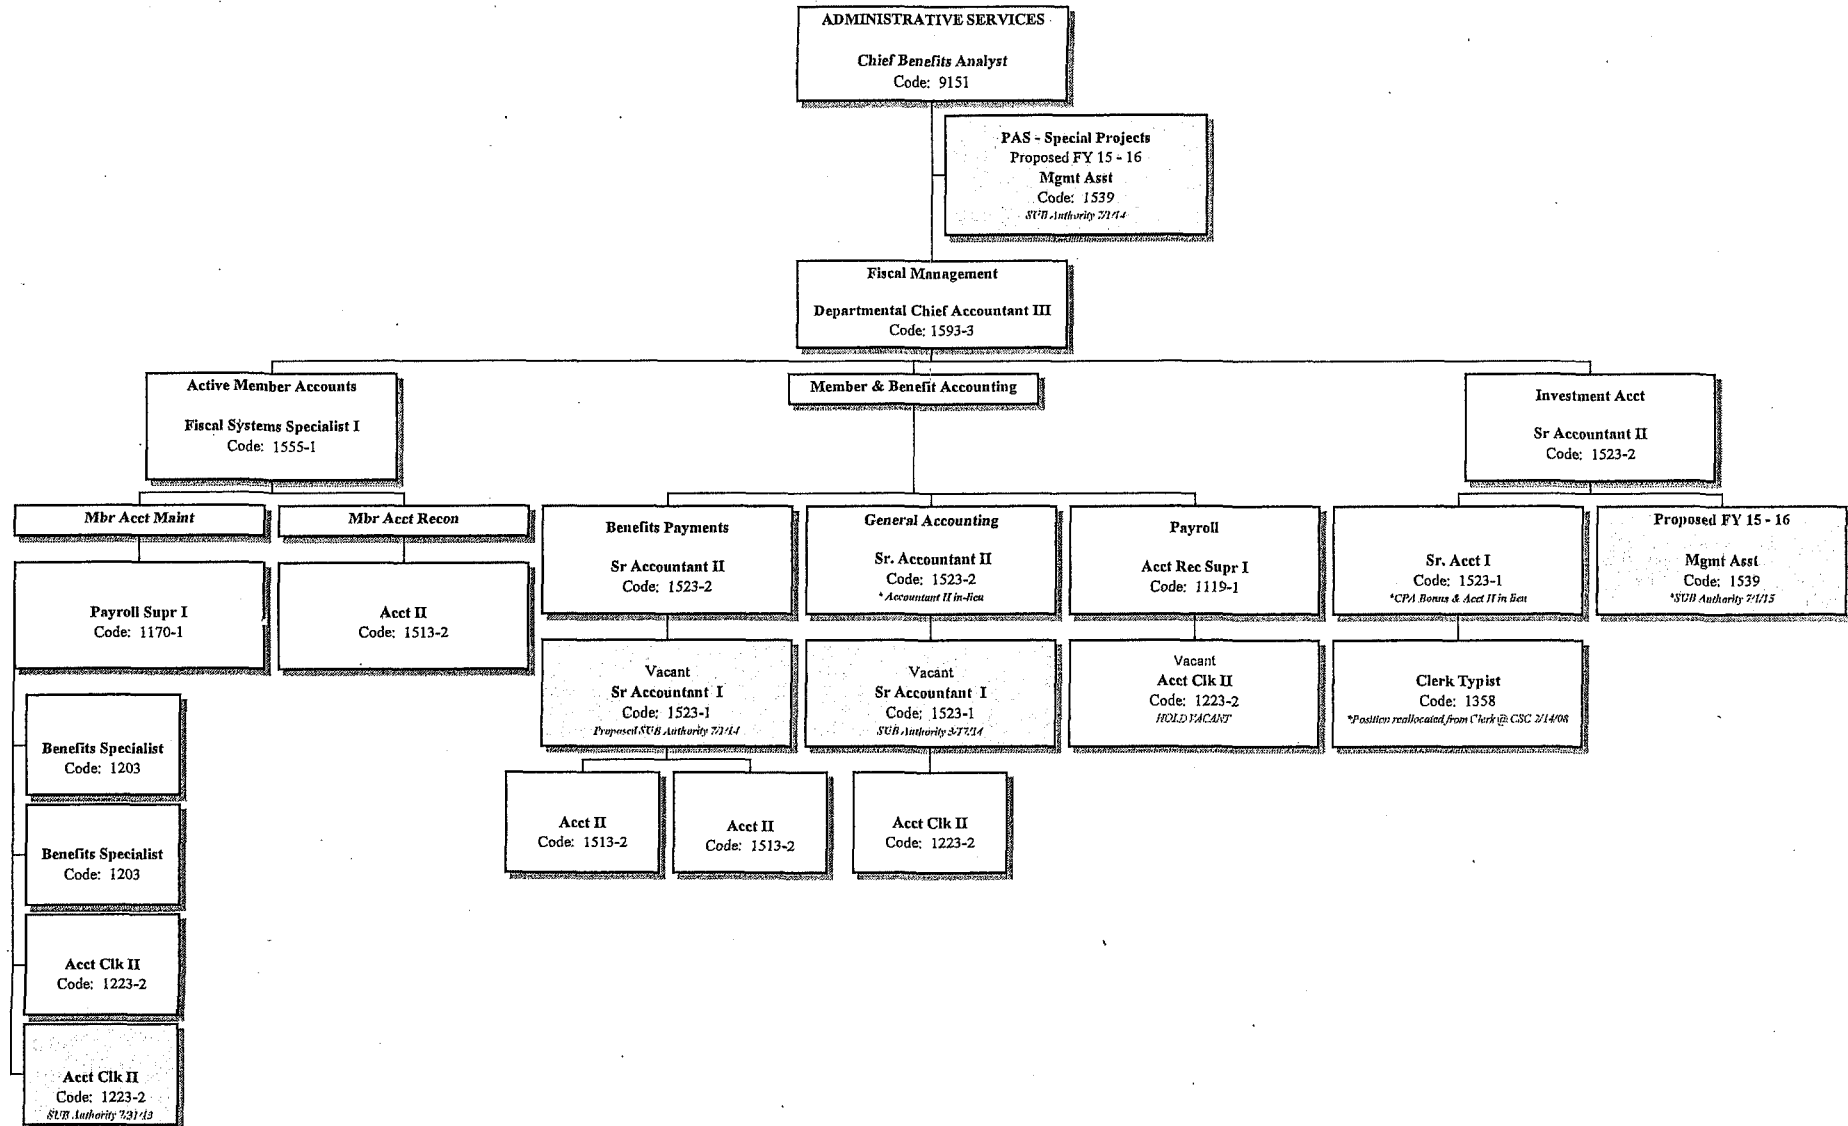 ADMINISTRATIVE SERVICES
Chief Benefits Analyst
Code: 9151
PAS - Special Projects
Proposed FY 15 - 16
Mgmt Asst
Code: 1539
SUB Authority 7/1/14
Fiscal Management
Departmental Chief Accountant III
Code: 1593-3
Active Member Accounts
Fiscal Systems Specialist I
Code: 1555-1
Member & Benefit Accounting
Investment Acct
Sr Accountant II
Code: 1523-2
Mbr Acct Maint
Mbr Acct Recon
Benefits Payments
Sr Accountant II
Code: 1523-2
General Accounting
Sr. Accountant II
Code: 1523-2
* Accountant II in-lieu
Payroll
Acct Rec Supr I
Code: 1119-1
Sr. Acct I
Code: 1523-1
*CPA Bonus & Acct II in lieu
Proposed FY 15 - 16
Mgmt Asst
Code: 1539
*SUB Authority 7/1/15
Payroll Supr I
Code: 1170-1
Acct II
Code: 1513-2
Vacant
Sr Accountant I
Code: 1523-1
Proposed SUB Authority 7/1/14
Vacant
Sr Accountant I
Code: 1523-1
SUB Authority
Vacant
Acct Clk II
Code: 1223-2
HOLD VACANT
Clerk Typist
Code: 1358
*Position reallocated from Clerk @ CSC 2/14/08
Benefits Specialist
Code: 1203
Benefits Specialist
Code: 1203
Acct Clk II
Code: 1223-2
Acct Clk II
Code: 1223-2
SUB Authority 7/31/13
Acct II
Code: 1513-2
Acct II
Code: 1513-2
Acct Clk II
Code: 1223-2